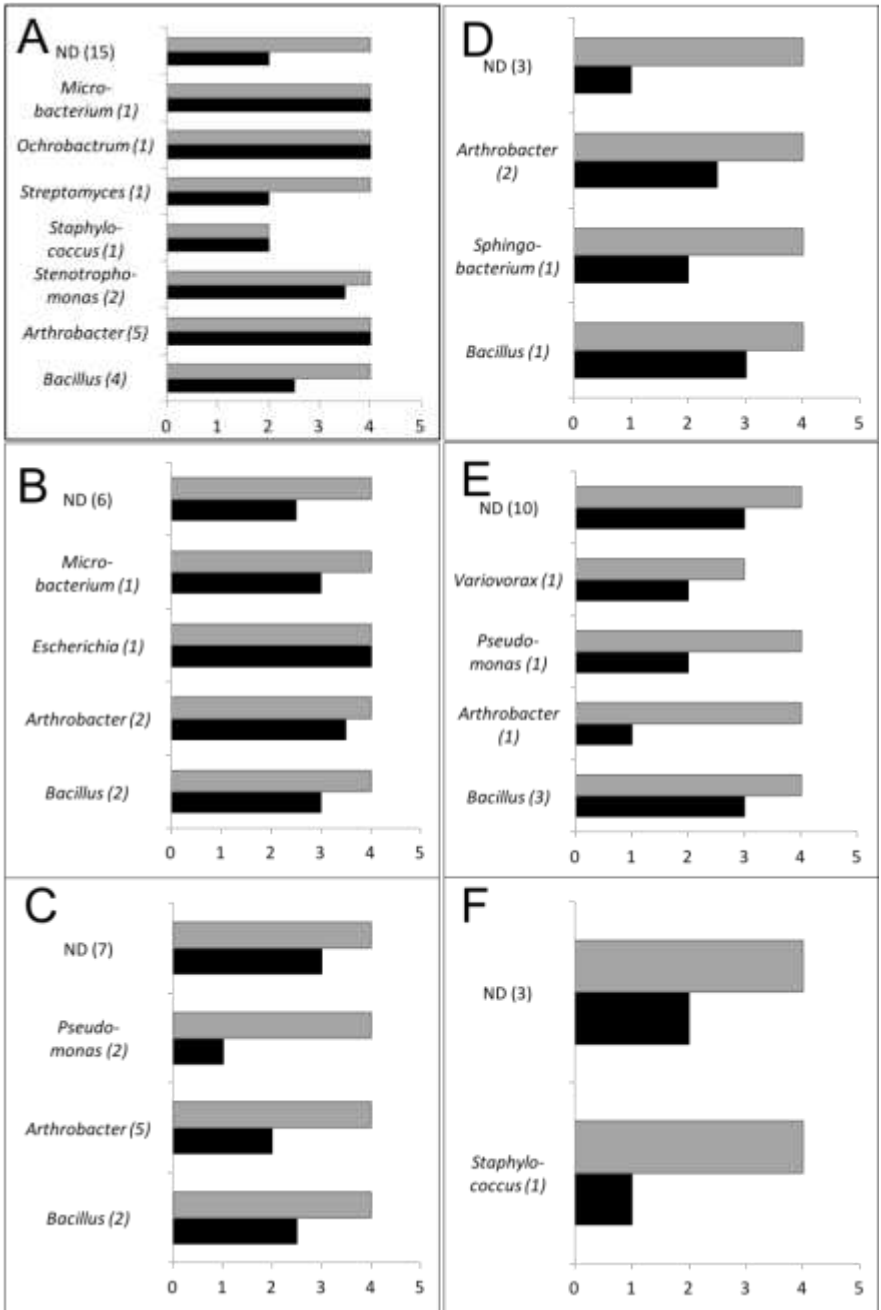 A
ND (15)
Micro-
bacterium (1)
Ochrobactrum (1)
Streptomyces (1)
Staphylo-
coccus (1)
Stenotropho-
monas (2)
Arthrobacter (5)
Bacillus (4)
0 1 2 3 4 5
B
ND (6)
Micro-
bacterium (1)
Escherichia (1)
Arthrobacter (2)
Bacillus (2)
0 1 2 3 4 5
C
ND (7)
Pseudo-
monas (2)
Arthrobacter (5)
Bacillus (2)
0 1 2 3 4 5
D
ND (3)
Arthrobacter
(2)
Sphingo-
bacterium (1)
Bacillus (1)
0 1 2 3 4 5
E
ND (10)
Variovorax (1)
Pseudo-
monas (1)
Arthrobacter
(1)
Bacillus (3)
0 1 2 3 4 5
F
ND (3)
Staphylo-
coccus (1)
0 1 2 3 4 5